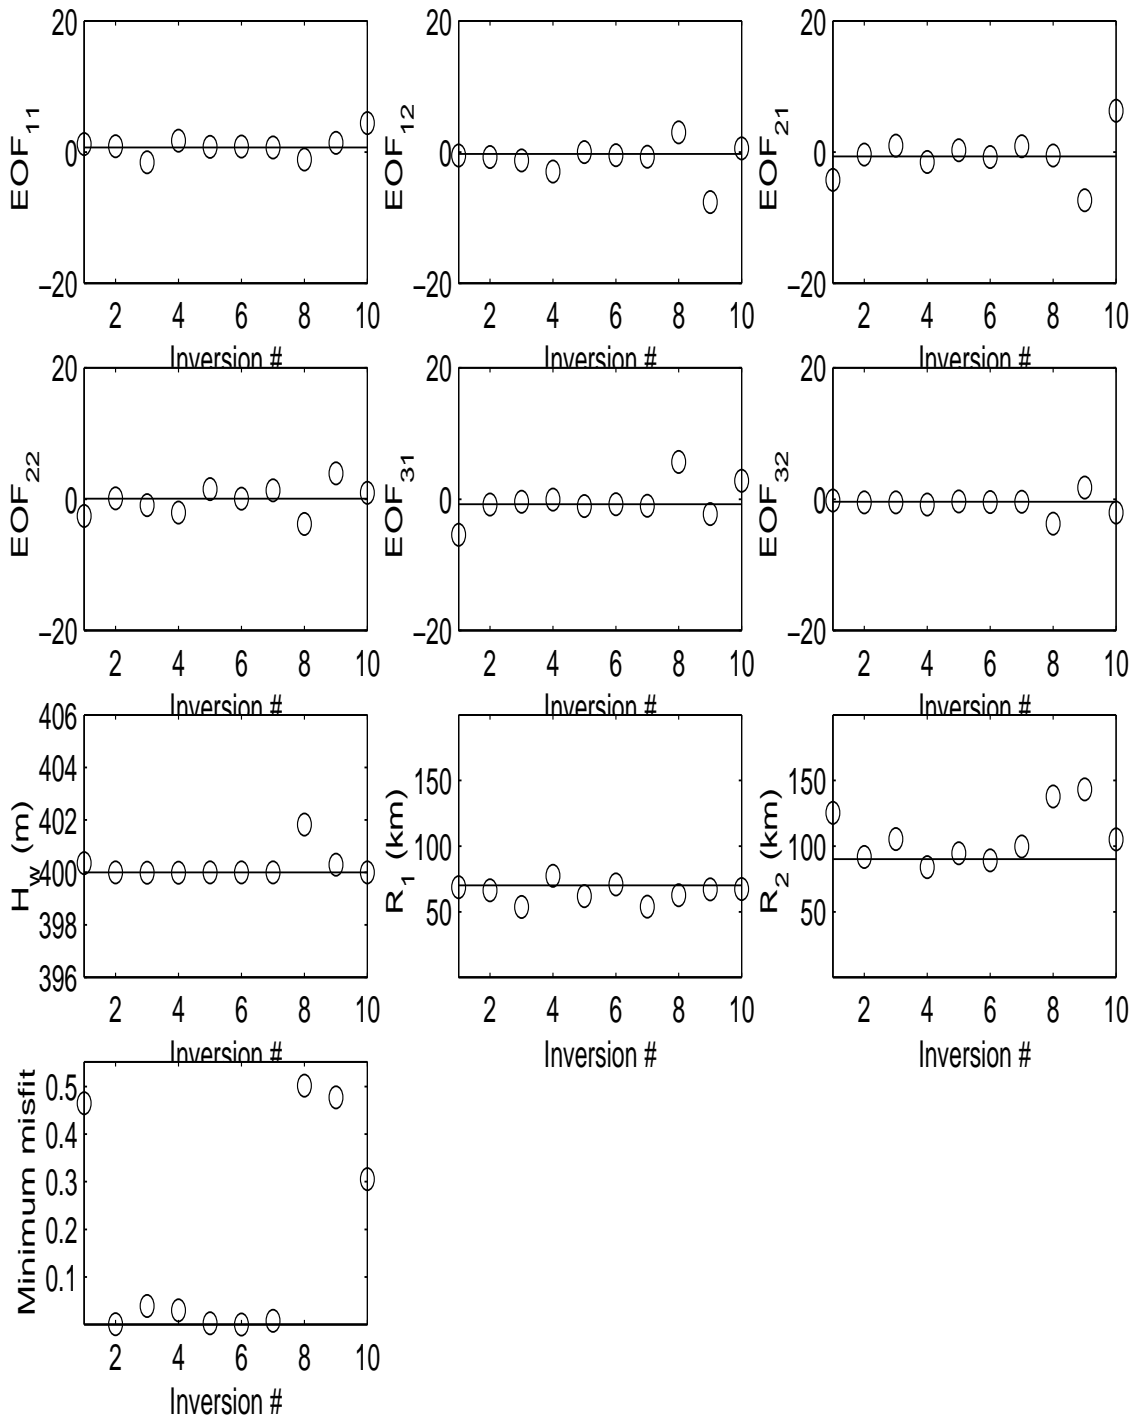 20
0
−20
EOF11
2 4 6 8 10
Inversion #
20
0
−20
EOF12
2 4 6 8 10
Inversion #
20
0
−20
EOF21
2 4 6 8 10
Inversion #
20
0
−20
EOF22
2 4 6 8 10
Inversion #
20
0
−20
EOF31
2 4 6 8 10
Inversion #
20
0
−20
EOF32
2 4 6 8 10
Inversion #
406
404
402
400
398
396
Hw (m)
2 4 6 8 10
Inversion #
150
100
50
R1 (km)
2 4 6 8 10
Inversion #
150
100
50
R2 (km)
2 4 6 8 10
Inversion #
0.5
0.4
0.3
0.2
0.1
Minimum misfit
2 4 6 8 10
Inversion #